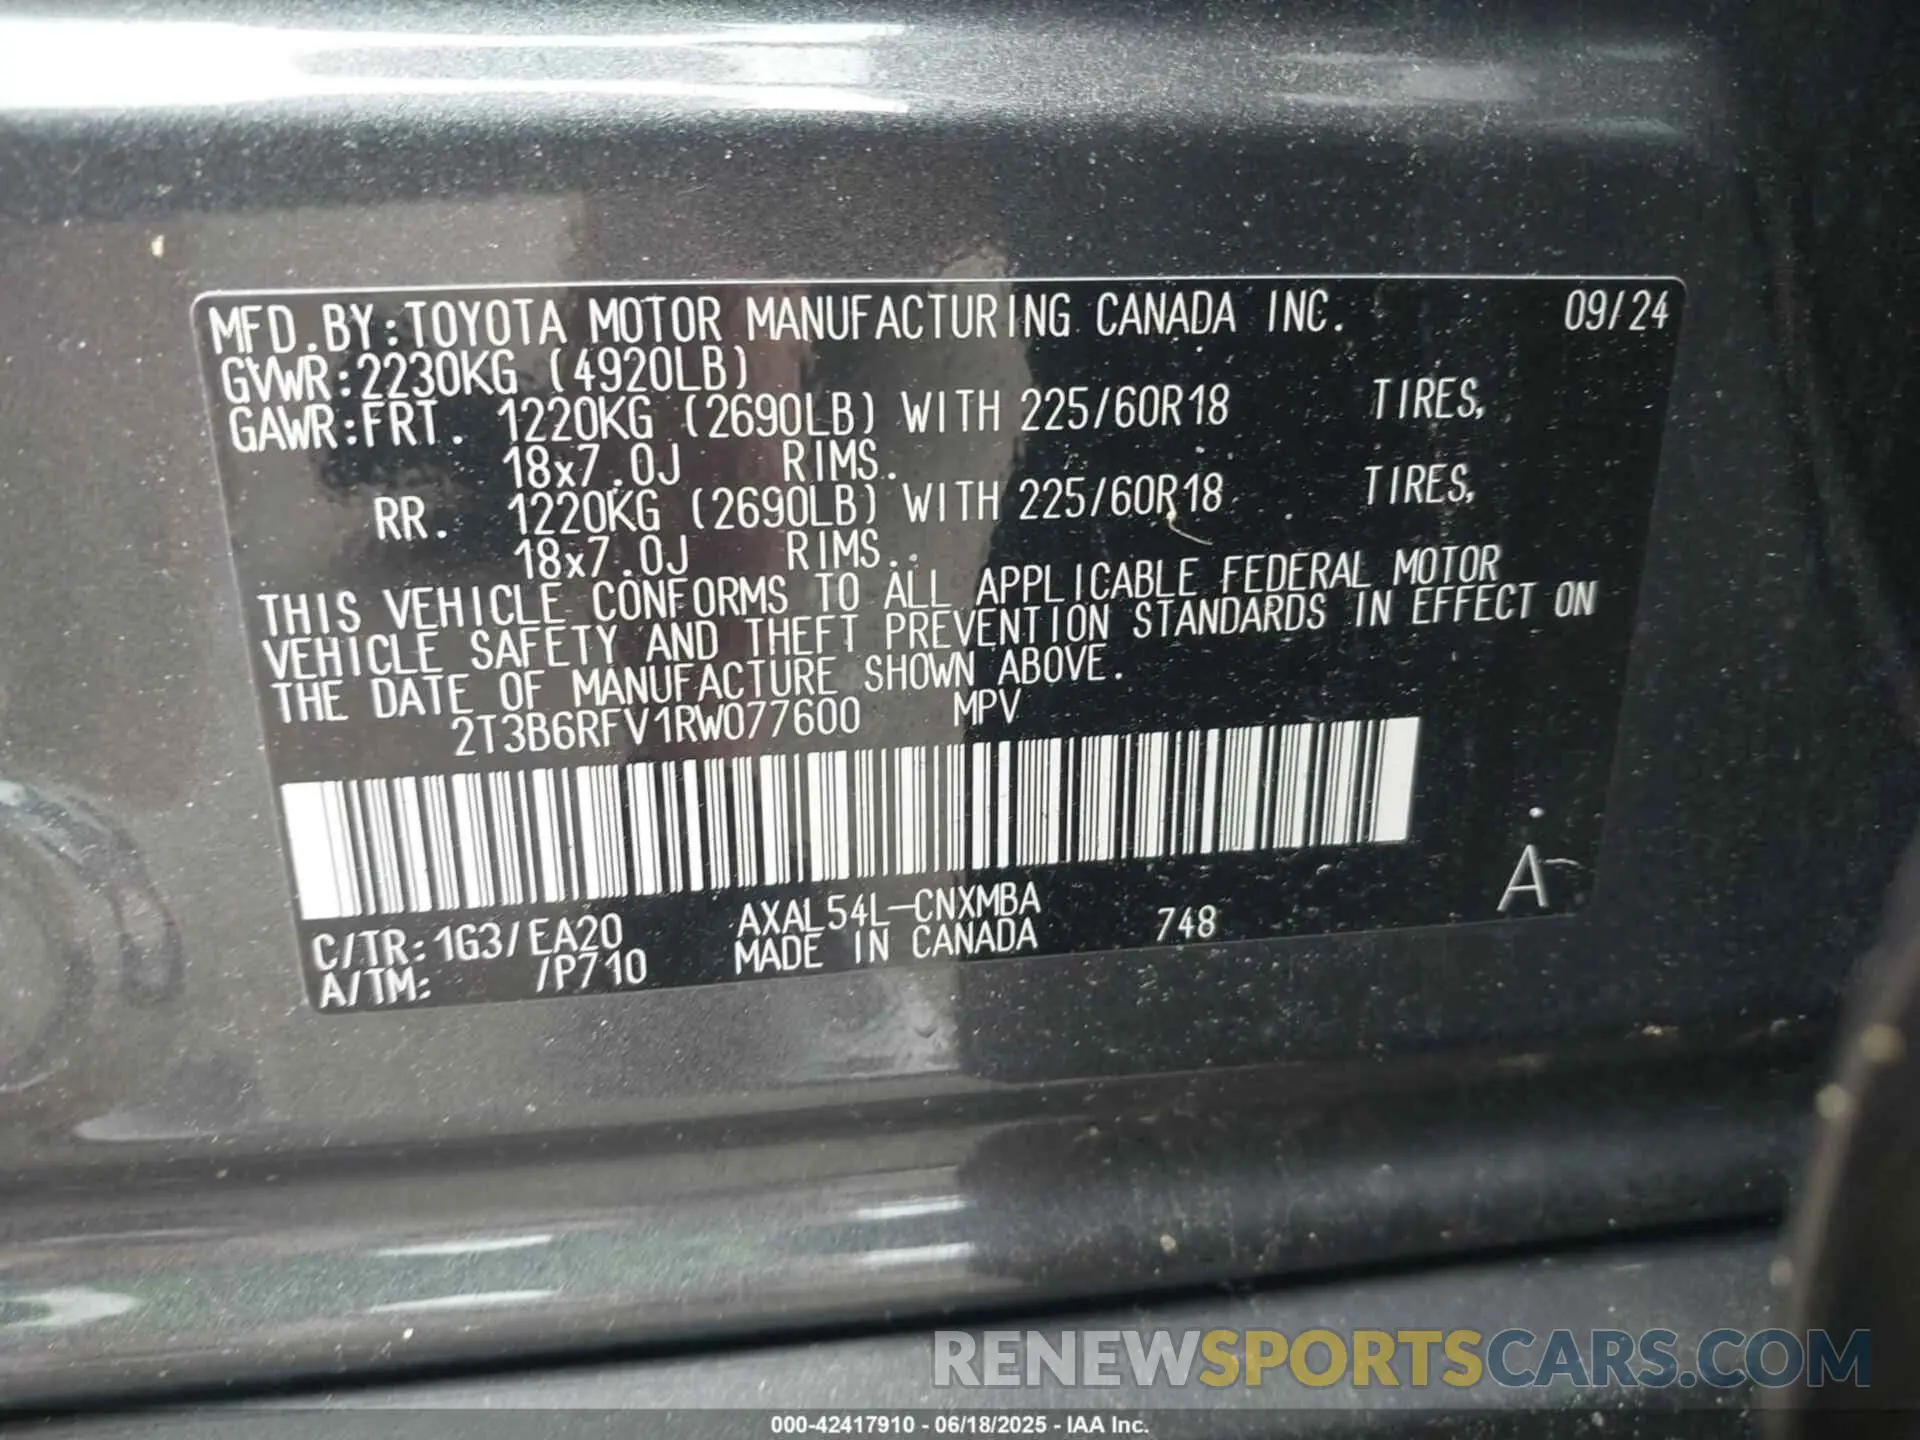 MFD.BY:TOYOTA MOTOR MANUFACTURING CANADA INC. 09/24
GVWR:2230KG (4920LB)
GAWR:FRT. 1220KG (2690LB) WITH 225/60R18 TIRES,
18x7.0J RIMS.
RR. 1220KG (2690LB) WITH 225/60R18 TIRES,
18x7.0J RIMS.
THIS VEHICLE CONFORMS TO ALL APPLICABLE FEDERAL MOTOR
VEHICLE SAFETY AND THEFT PREVENTION STANDARDS IN EFFECT ON
THE DATE OF MANUFACTURE SHOWN ABOVE.
2T3B6RFV1RW077600 MPV
C/TR:1G3/EA20 AXAL54L-CNXMBA 748 A
A/TM: /P710 MADE IN CANADA
RENEWSPORTSCARS.COM
000-42417910 - 06/18/2025 - IAA Inc.